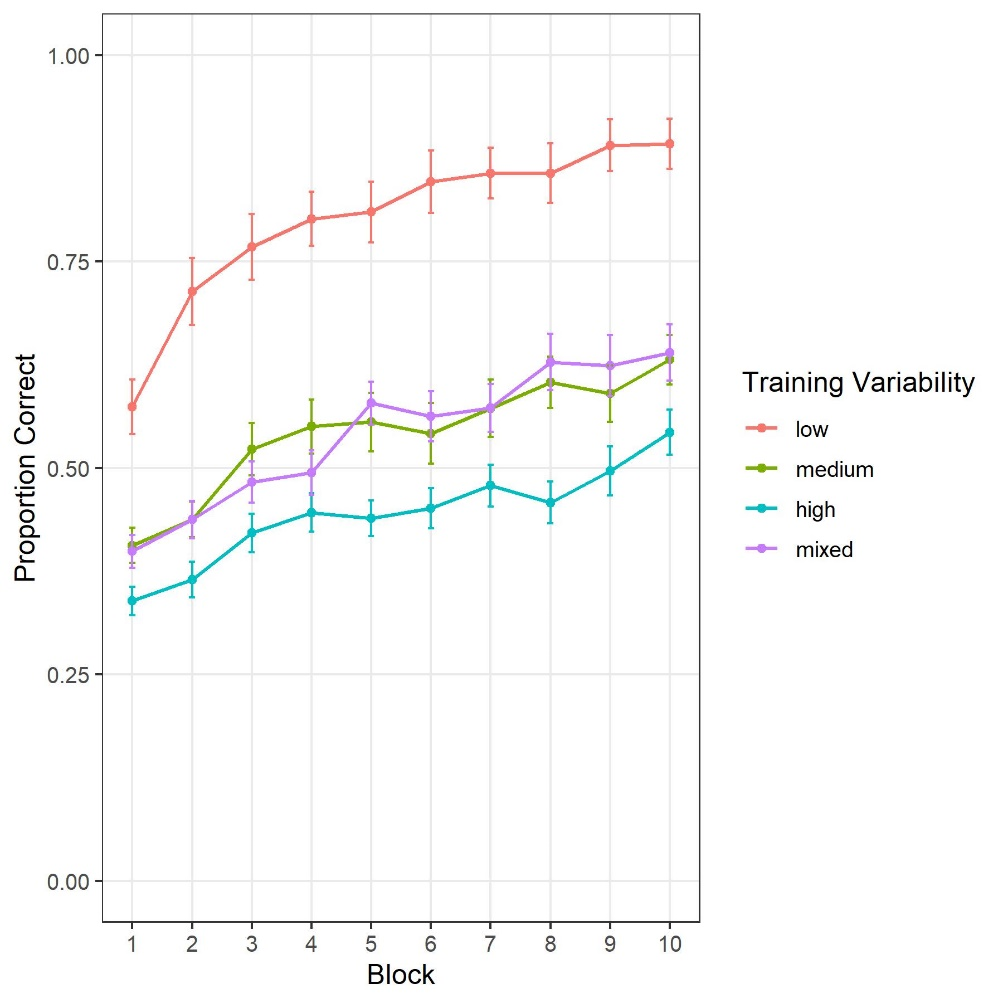 1.00
0.75
0.50
0.25
0.00
Proportion Correct
1 2 3 4 5 6 7 8 9 10
Block
Training Variability
low
medium
high
mixed